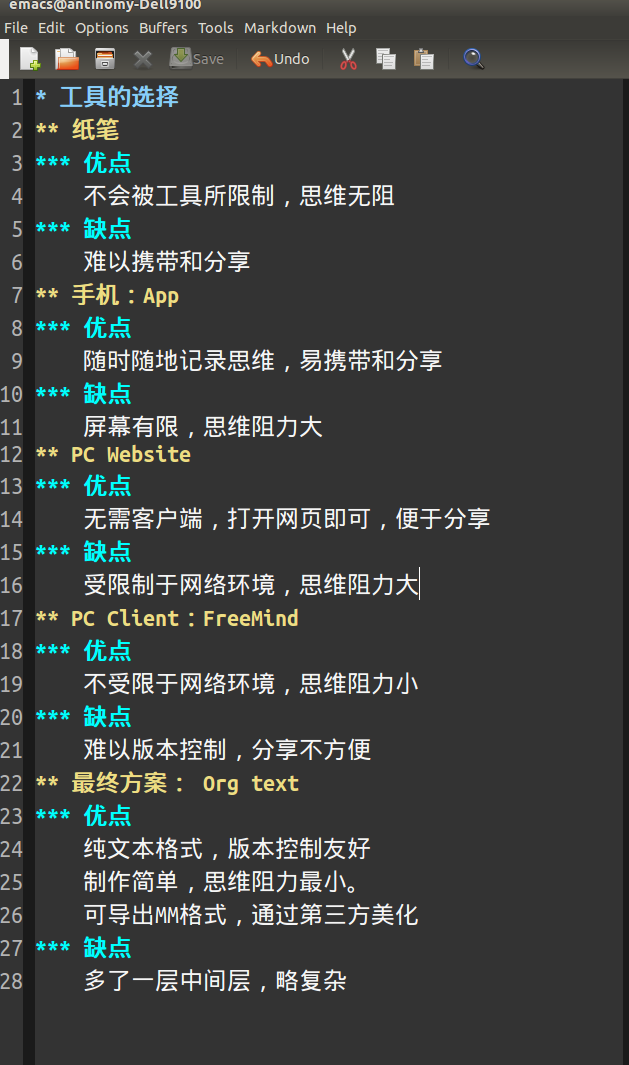 emacs@antinomy-Dell9100
File Edit Options Buffers Tools Markdown Help
Save Undo
1 * 工具的选择
2 ** 纸笔
3 *** 优点
4 不会被工具所限制，思维无阻
5 *** 缺点
6 难以携带和分享
7 ** 手机：App
8 *** 优点
9 随时随地记录思维，易携带和分享
10 *** 缺点
11 屏幕有限，思维阻力大
12 ** PC Website
13 *** 优点
14 无需客户端，打开网页即可，便于分享
15 *** 缺点
16 受限制于网络环境，思维阻力大
17 ** PC Client：FreeMind
18 *** 优点
19 不受限于网络环境，思维阻力小
20 *** 缺点
21 难以版本控制，分享不方便
22 ** 最终方案： Org text
23 *** 优点
24 纯文本格式，版本控制友好
25 制作简单，思维阻力最小。
26 可导出MM格式，通过第三方美化
27 *** 缺点
28 多了一层中间层，略复杂